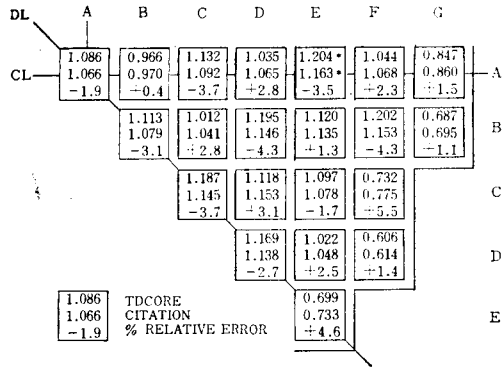 DL A B C D E F G
CL 1.086 0.966 1.132 1.035 1.204* 1.044 0.847 A
1.066 0.970 1.092 1.065 1.163* 1.068 0.860
-1.9 +0.4 -3.7 +2.8 -3.5 +2.3 +1.5
1.113 1.012 1.195 1.120 1.202 0.687 B
1.079 1.041 1.146 1.135 1.153 0.695
-3.1 +2.8 -4.3 +1.3 -4.3 +1.1
1.187 1.118 1.097 0.732 C
1.145 1.153 1.078 0.775
-3.7 +3.1 -1.7 +5.5
1.169 1.022 0.606 D
1.138 1.048 0.614
-2.7 +2.5 +1.4
0.699 E
0.733
+4.6
1.086 TDCORE
1.066 CITATION
-1.9 % RELATIVE ERROR